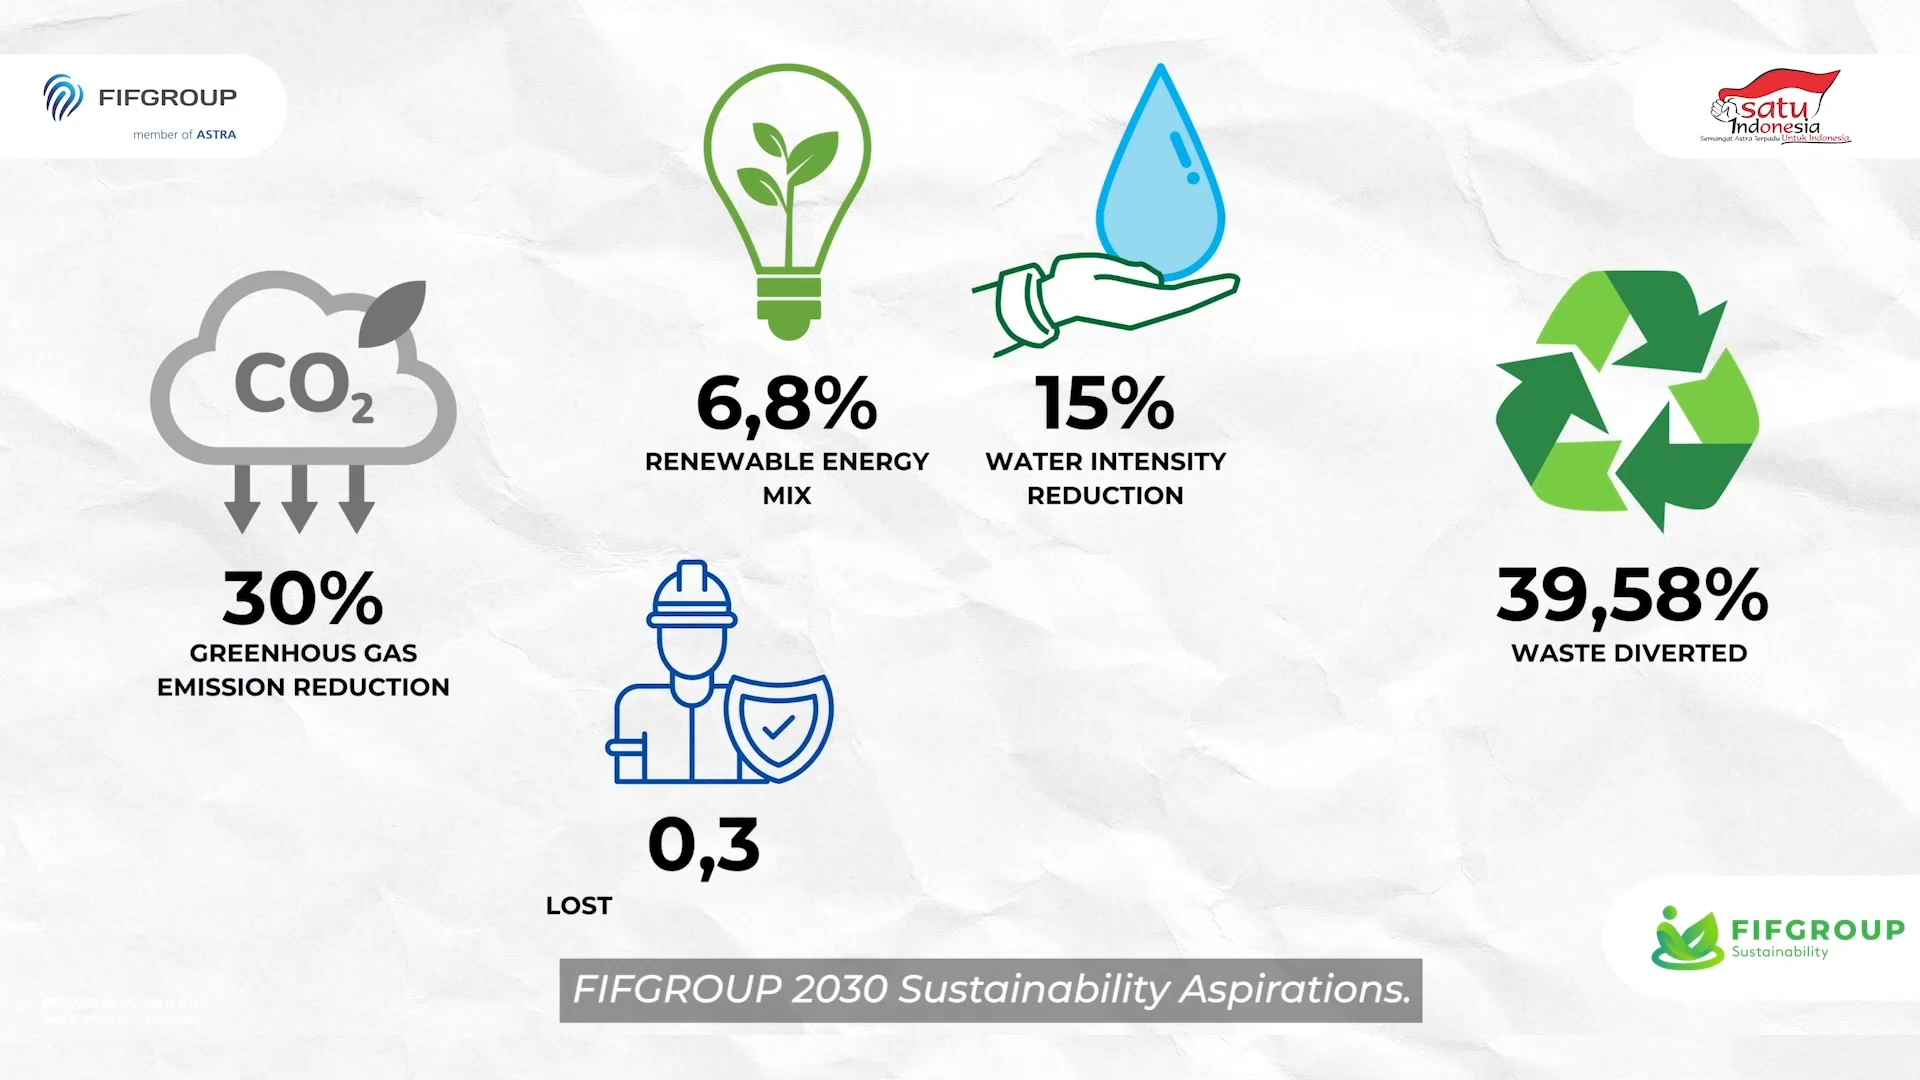 FIFGROUP
member of ASTRA
satu
Indonesia
Semangat Astra Terpadu Untuk Indonesia
CO2
30%
GREENHOUS GAS
EMISSION REDUCTION
6,8%
RENEWABLE ENERGY
MIX
15%
WATER INTENSITY
REDUCTION
39,58%
WASTE DIVERTED
0,3
LOST
FIFGROUP
Sustainability
FIFGROUP 2030 Sustainability Aspirations.